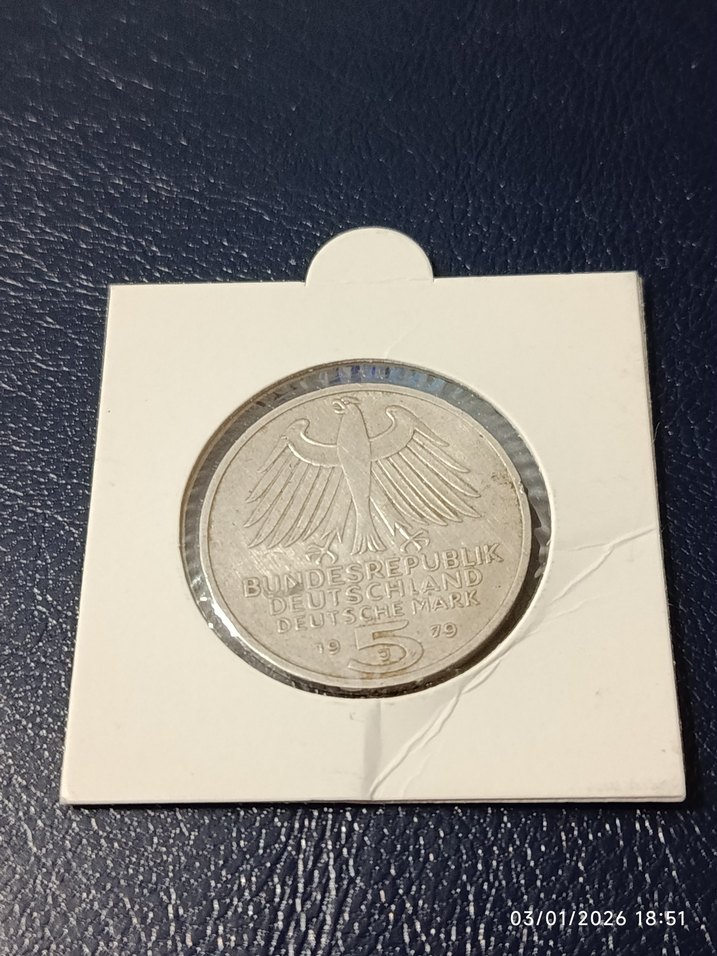 BUNDESREPUBLIK
DEUTSCHLAND
DEUTSCHE MARK
19 5 79
J
03/01/2026 18:51